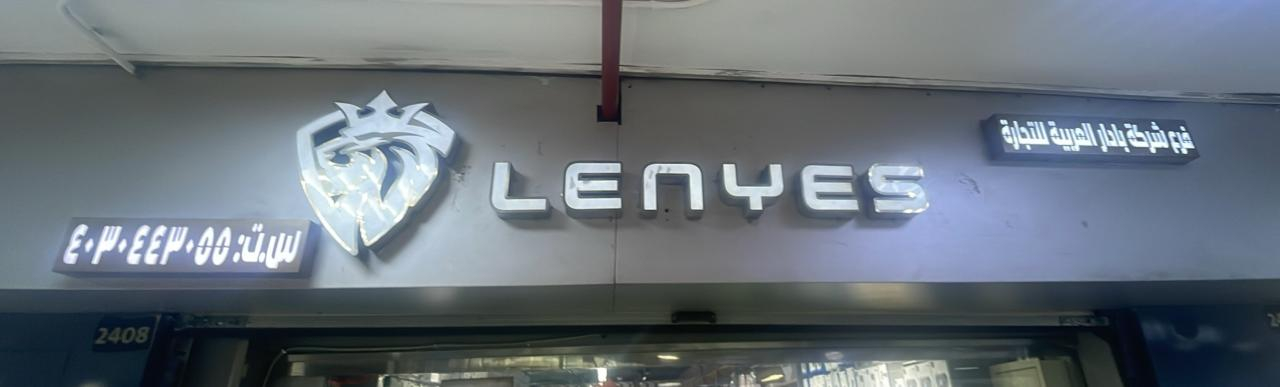 فرع شركة بادار العربية للتجارة
LENYES
س.ت: ٤٠٣٠٤٤٣٠٥٥
2408